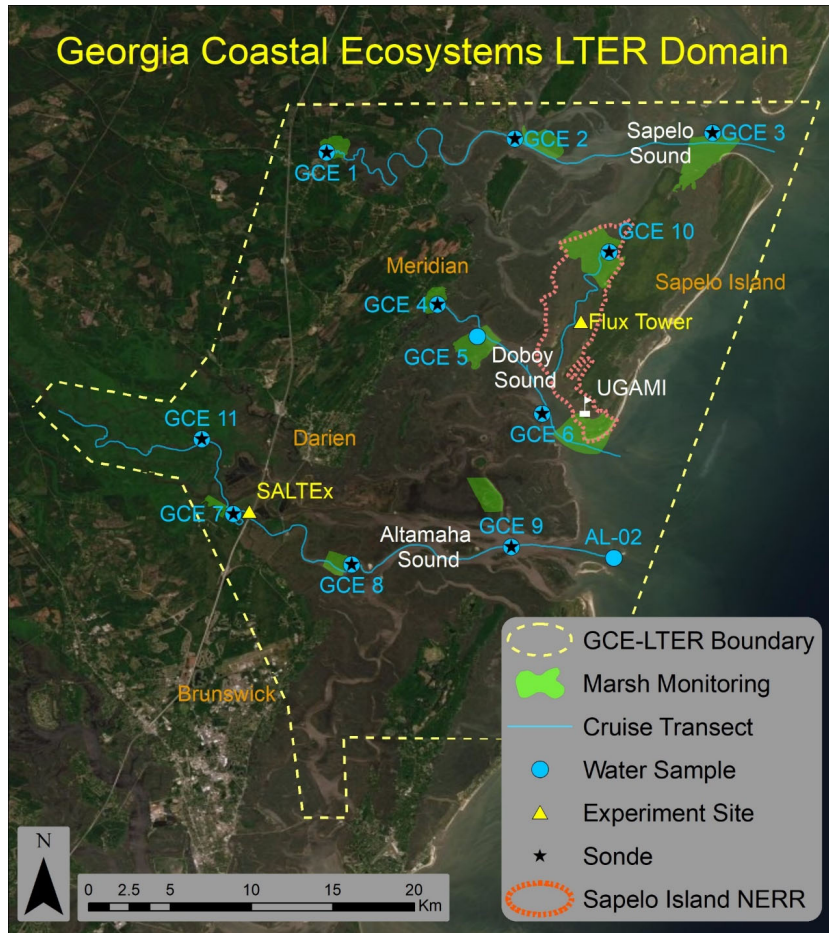 Georgia Coastal Ecosystems LTER Domain
GCE 1
GCE 2
Sapelo
Sound
GCE 3
GCE 10
Meridian
Sapelo Island
GCE 4
Flux Tower
GCE 5
Doboy
Sound
UGAMI
GCE 6
GCE 11
Darien
SALTEx
GCE 7
Altamaha
Sound
GCE 9
AL-02
GCE 8
Brunswick
GCE-LTER Boundary
Marsh Monitoring
Cruise Transect
Water Sample
Experiment Site
Sonde
Sapelo Island NERR
N
0 2.5 5 10 15 20
Km